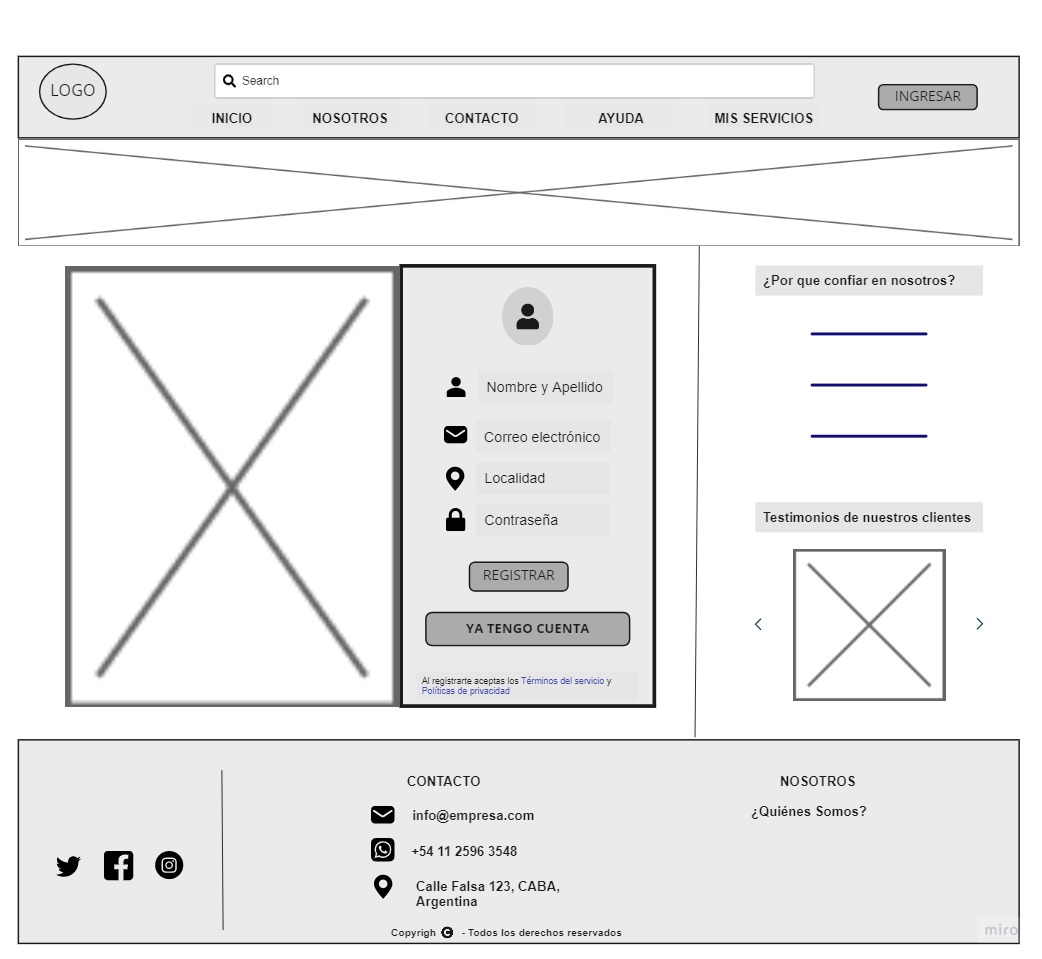 LOGO
Search
INICIO NOSOTROS CONTACTO AYUDA MIS SERVICIOS
INGRESAR
Nombre y Apellido
Correo electrónico
Localidad
Contraseña
REGISTRAR
YA TENGO CUENTA
Al registrarte aceptas los Términos del servicio y
Políticas de privacidad
¿Por que confiar en nosotros?
Testimonios de nuestros clientes
CONTACTO
info@empresa.com
+54 11 2596 3548
Calle Falsa 123, CABA,
Argentina
NOSOTROS
¿Quiénes Somos?
Copyrigh © - Todos los derechos reservados
miro